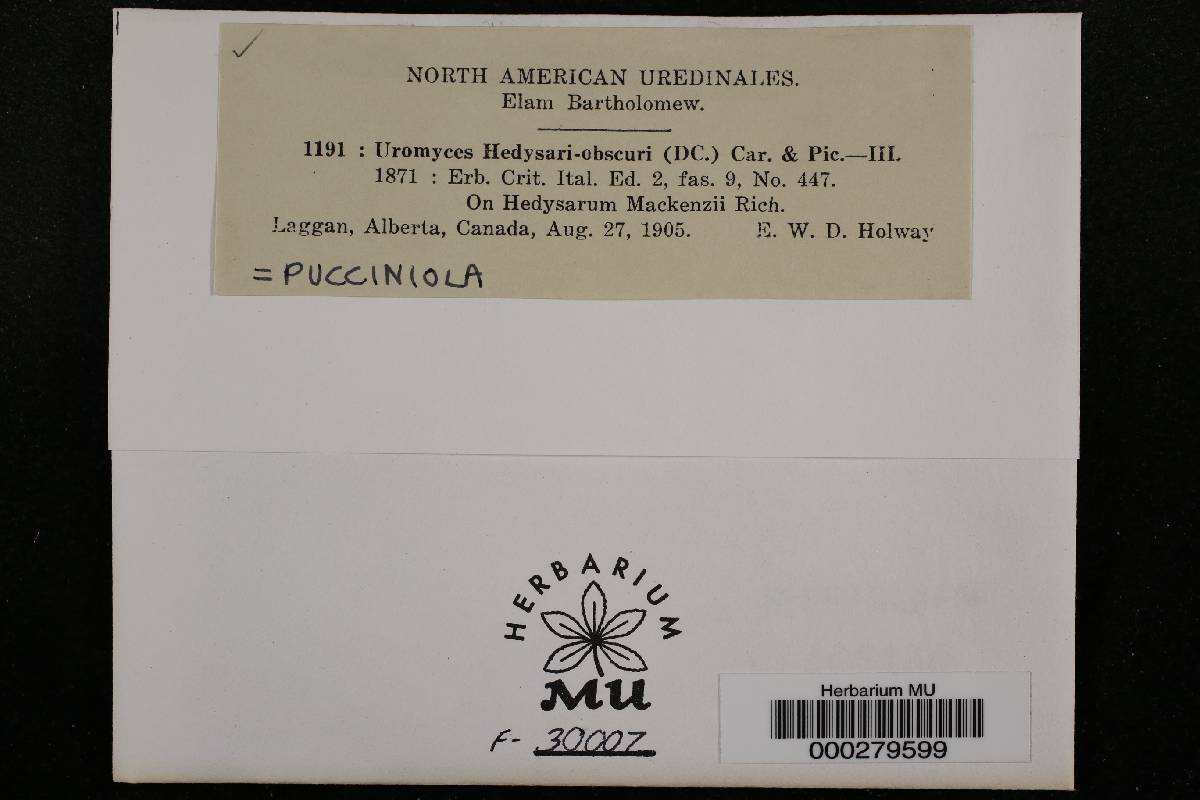 NORTH AMERICAN UREDINALES.
Elam Bartholomew.
1191 : Uromyces Hedysari-obscuri (DC.) Car. & Pic.—III.
1871 : Erb. Crit. Ital. Ed. 2, fas. 9, No. 447.
On Hedysarum Mackenzii Rich.
Laggan, Alberta, Canada, Aug. 27, 1905. E. W. D. Holway
= PUCCINIOLA
HERBARIUM
MU
F- 30007
Herbarium MU
000279599